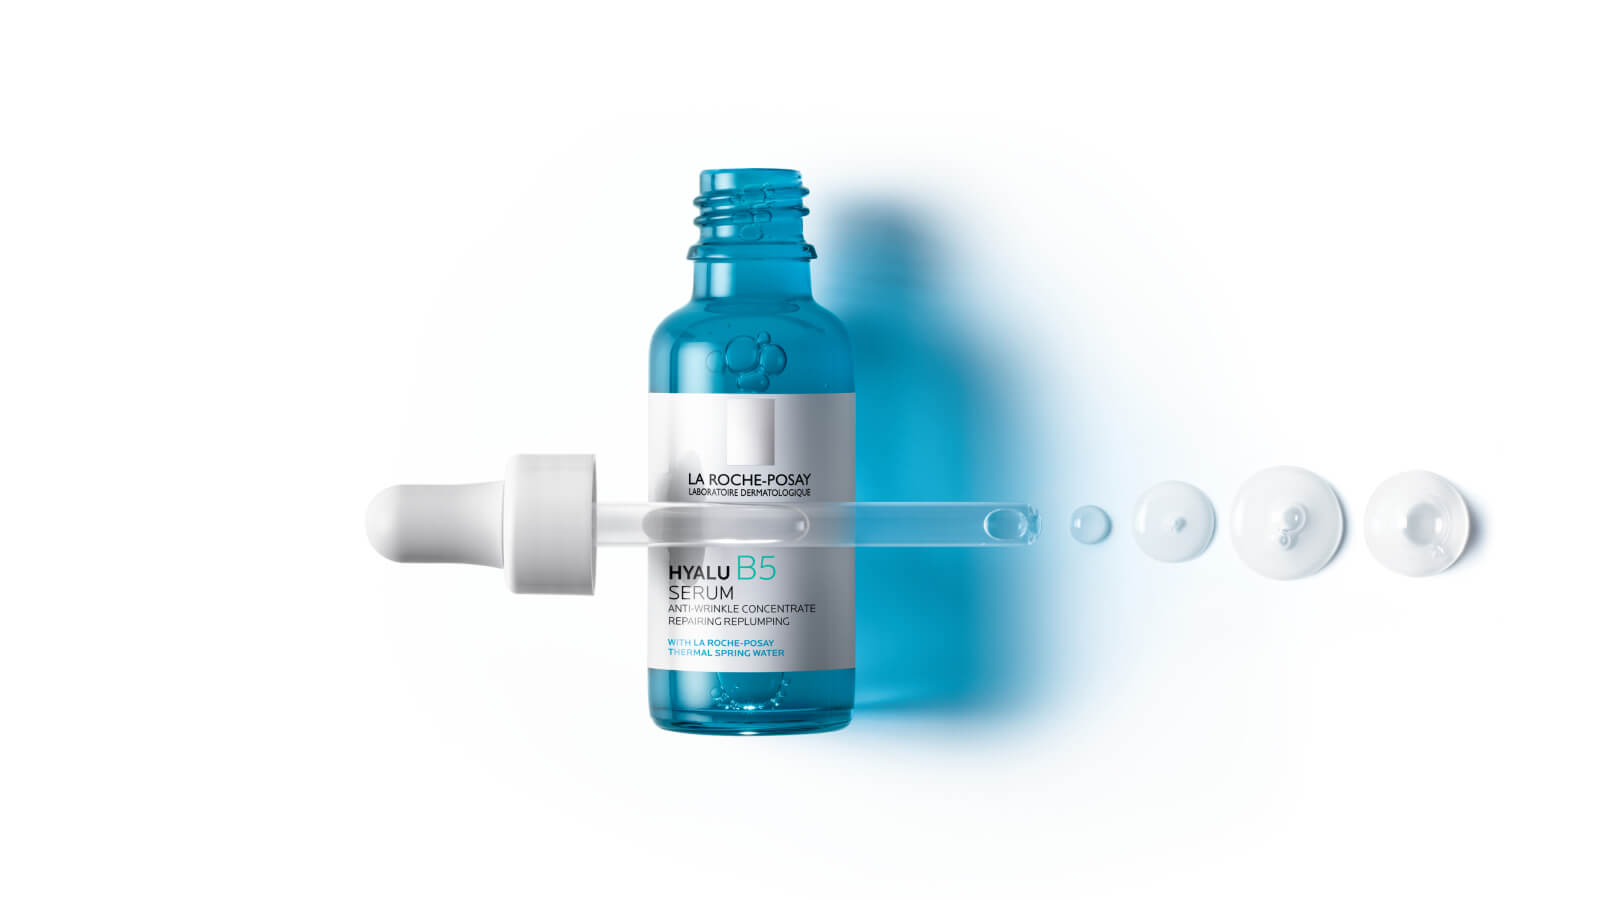 LA ROCHE-POSAY
LABORATOIRE DERMATOLOGIQUE
HYALU B5
SERUM
ANTI-WRINKLE CONCENTRATE
REPAIRING REPLUMPING
WITH LA ROCHE-POSAY
THERMAL SPRING WATER